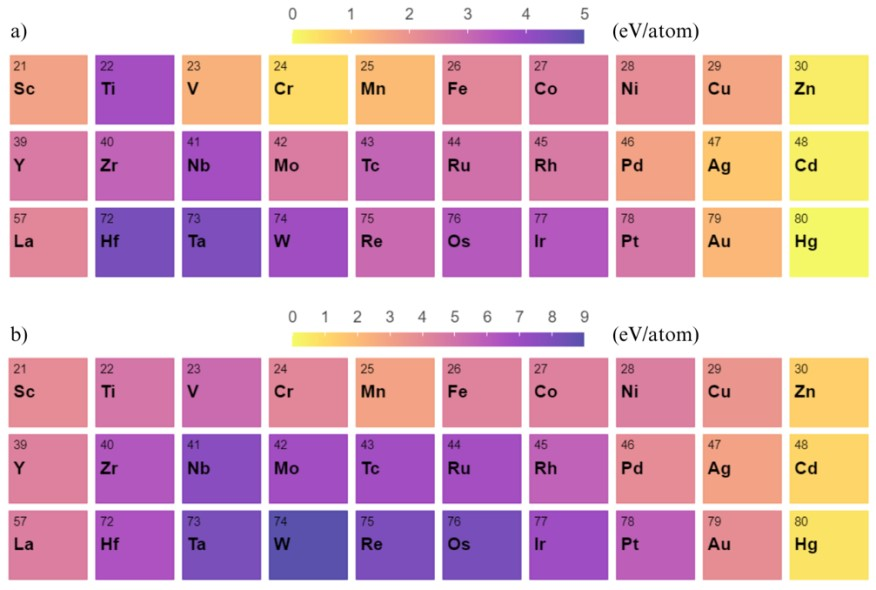 0 1 2 3 4 5
a) (eV/atom)
21 22 23 24 25 26 27 28 29 30
Sc Ti V Cr Mn Fe Co Ni Cu Zn
39 40 41 42 43 44 45 46 47 48
Y Zr Nb Mo Tc Ru Rh Pd Ag Cd
57 72 73 74 75 76 77 78 79 80
La Hf Ta W Re Os Ir Pt Au Hg
0 1 2 3 4 5 6 7 8 9
b) (eV/atom)
21 22 23 24 25 26 27 28 29 30
Sc Ti V Cr Mn Fe Co Ni Cu Zn
39 40 41 42 43 44 45 46 47 48
Y Zr Nb Mo Tc Ru Rh Pd Ag Cd
57 72 73 74 75 76 77 78 79 80
La Hf Ta W Re Os Ir Pt Au Hg